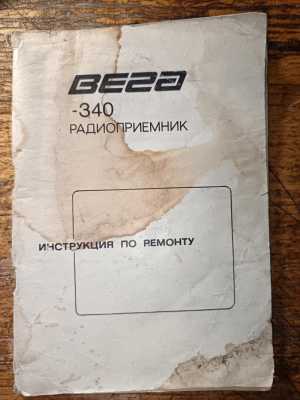 ВЕГА
-340
РАДИОПРИЕМНИК
ИНСТРУКЦИЯ ПО РЕМОНТУ